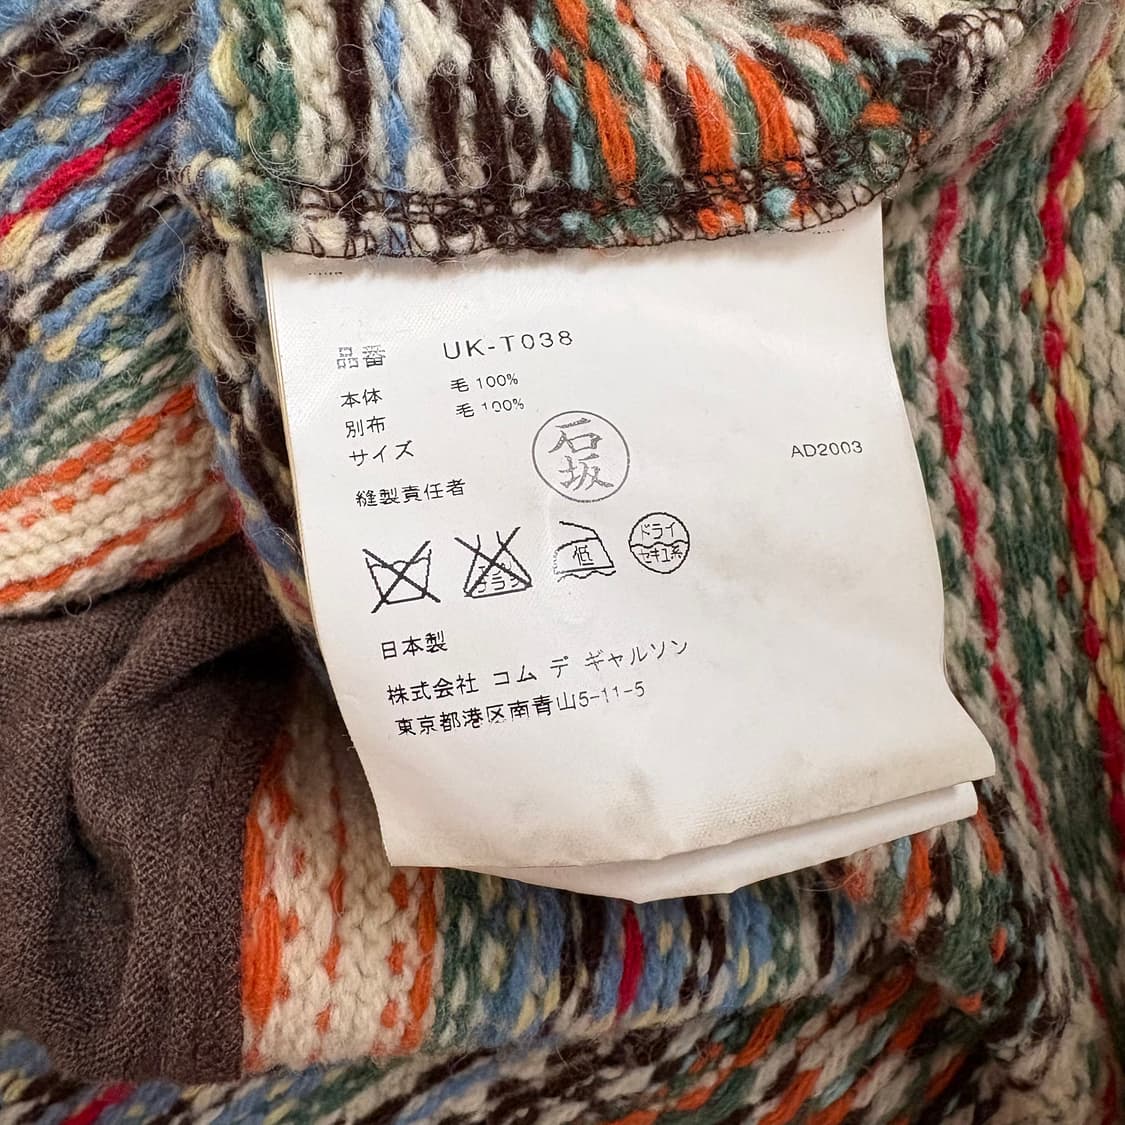 品番 UK-T038
本体 毛 100%
別布 毛 100%
サイズ
縫製責任者 石坂
AD2003
低
ドライ
セキユ系
日本製
株式会社 コム デ ギャルソン
東京都港区南青山5-11-5